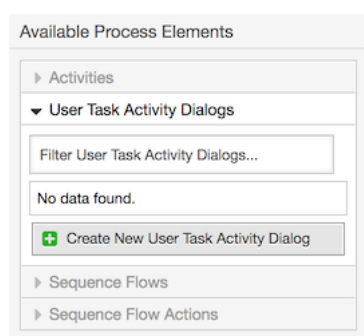 Available Process Elements
Activities
User Task Activity Dialogs
Filter User Task Activity Dialogs...
No data found.
Create New User Task Activity Dialog
Sequence Flows
Sequence Flow Actions